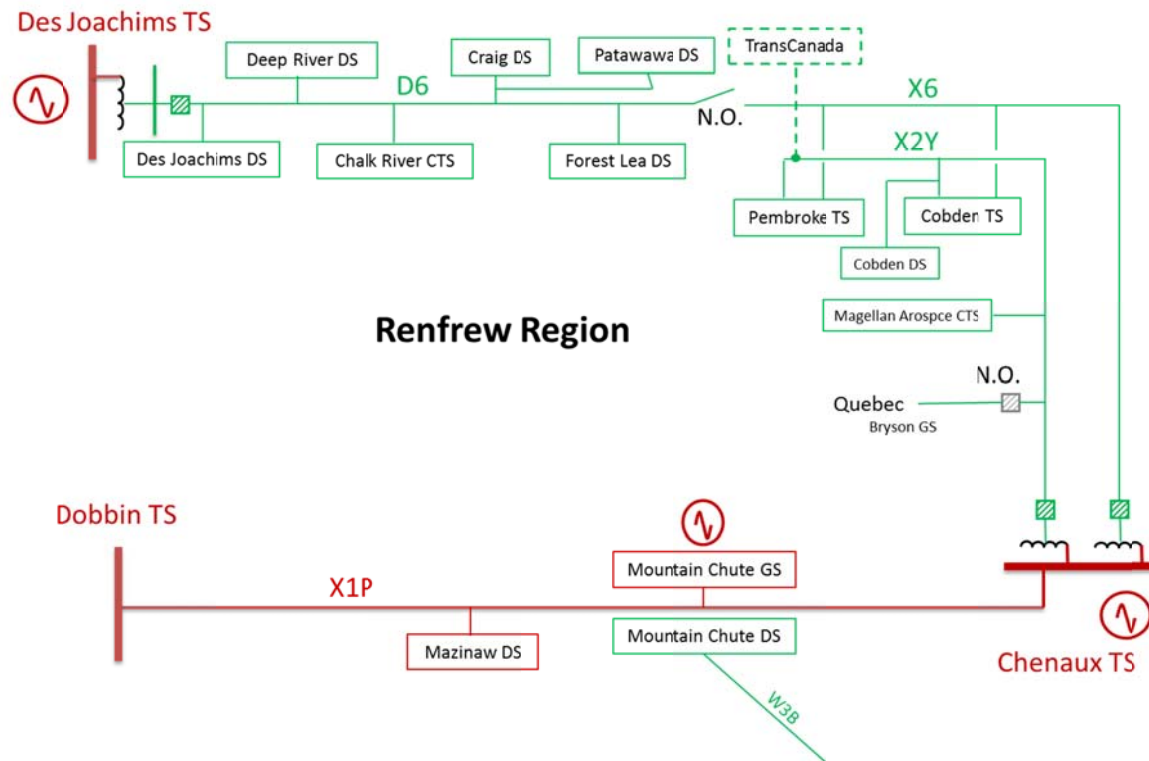 Des Joachims TS
Deep River DS
Craig DS
Patawawa DS
TransCanada
D6
X6
N.O.
X2Y
Des Joachims DS
Chalk River CTS
Forest Lea DS
Pembroke TS
Cobden TS
Cobden DS
Magellan Arospce CTS
Renfrew Region
N.O.
Quebec
Bryson GS
Dobbin TS
Mountain Chute GS
X1P
Mountain Chute DS
Mazinaw DS
Chenaux TS
W3B